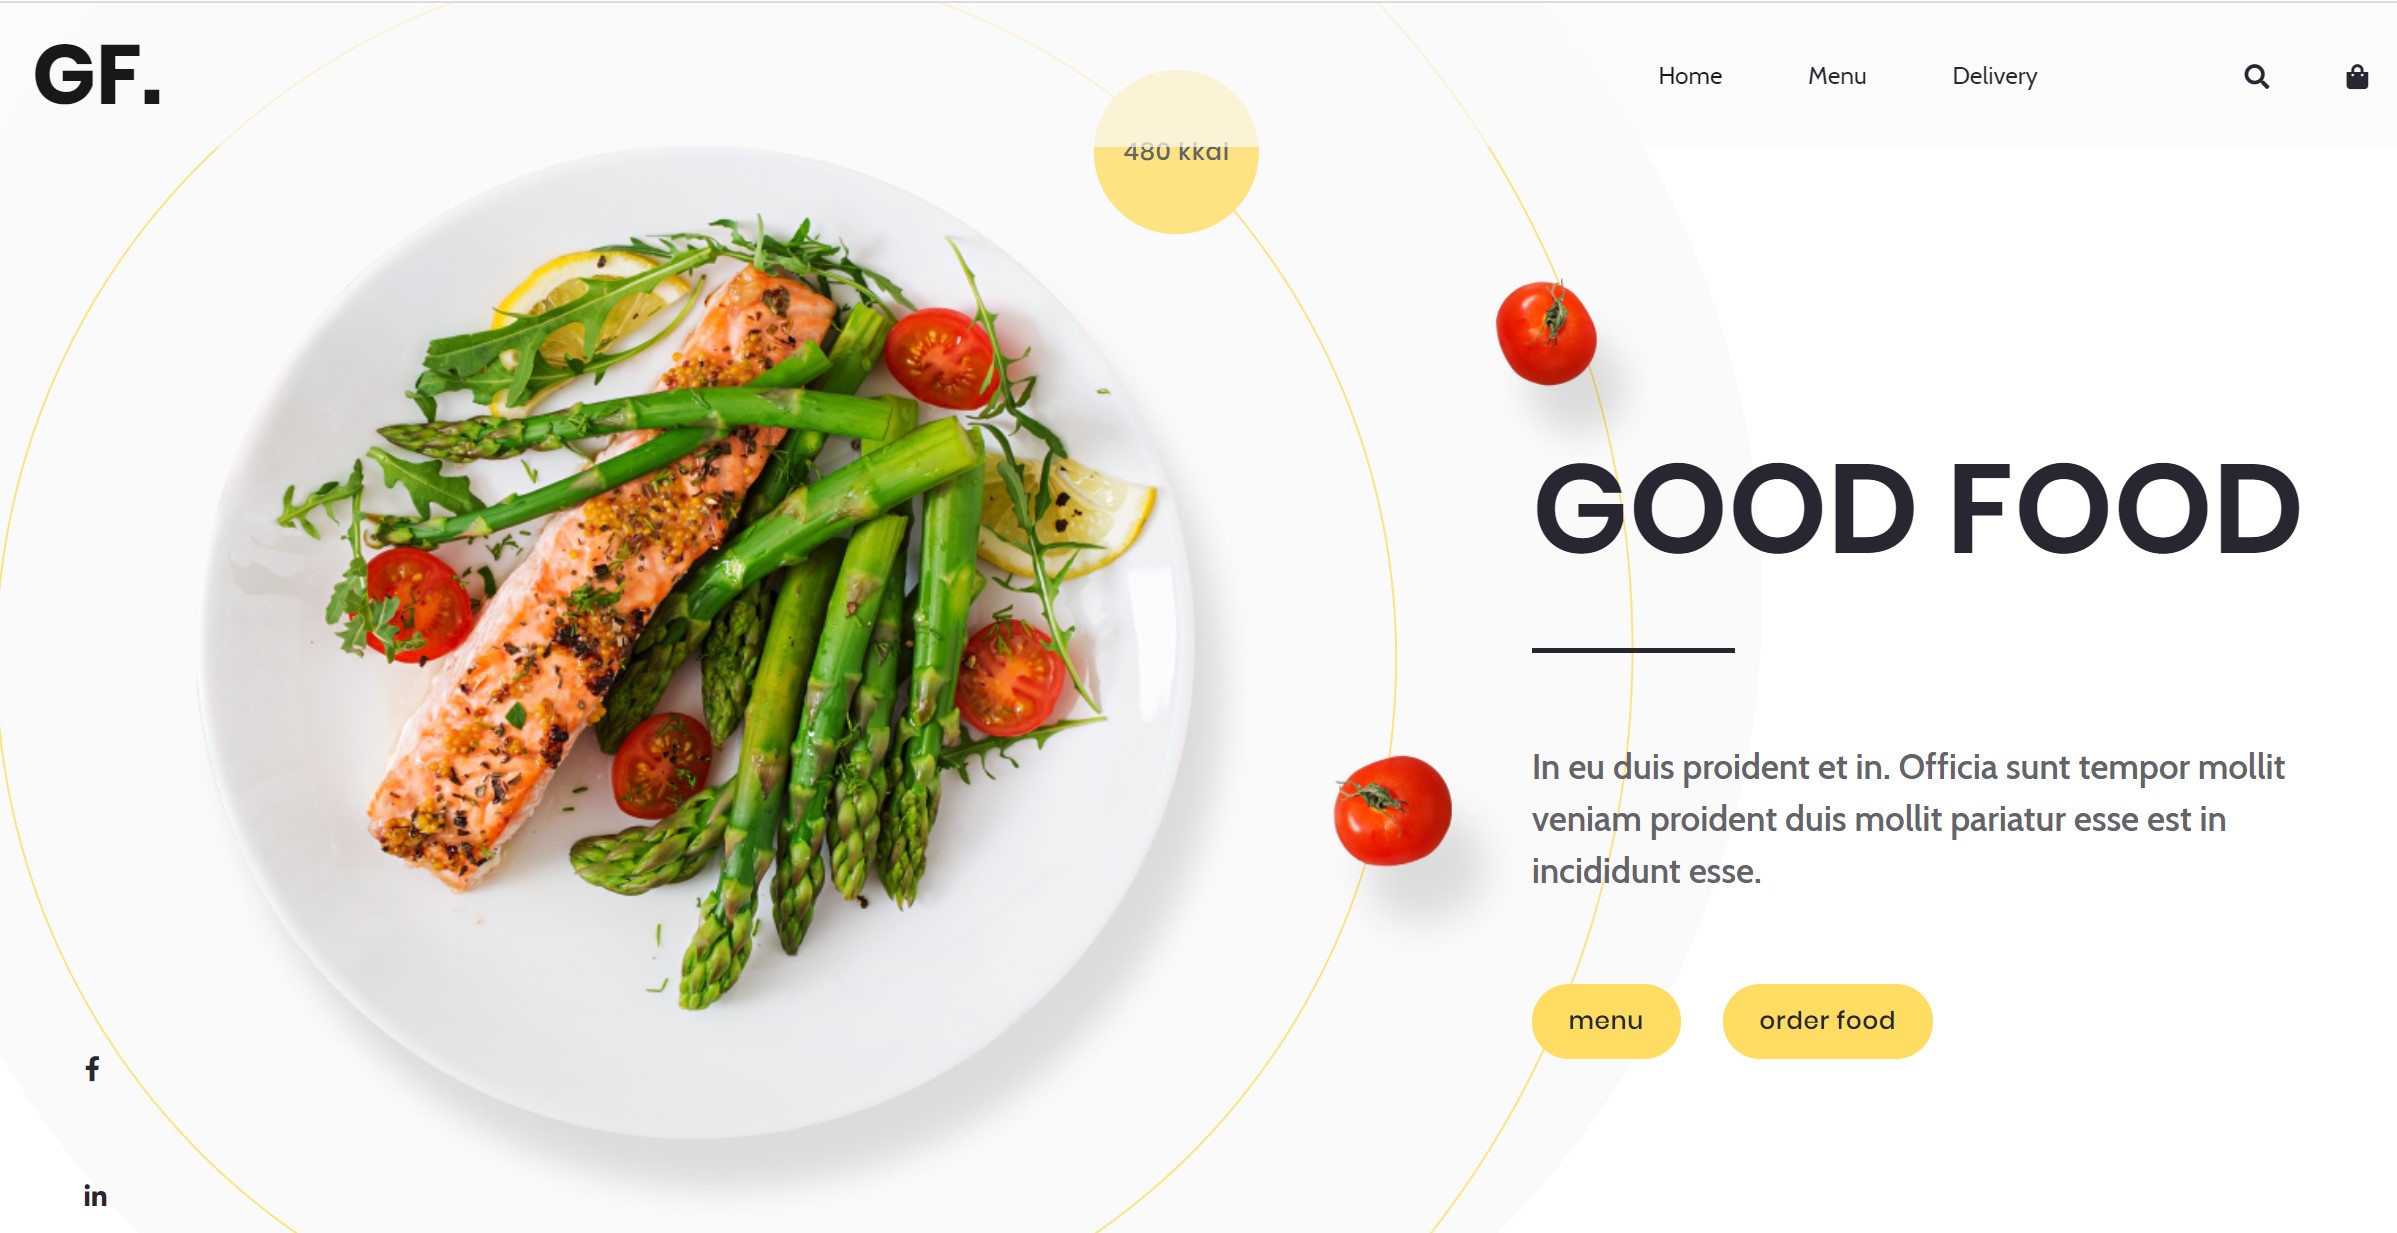 GF.
Home
Menu
Delivery
480 kkal
GOOD FOOD
In eu duis proident et in. Officia sunt tempor mollit
veniam proident duis mollit pariatur esse est in
incididunt esse.
menu
order food
f
in